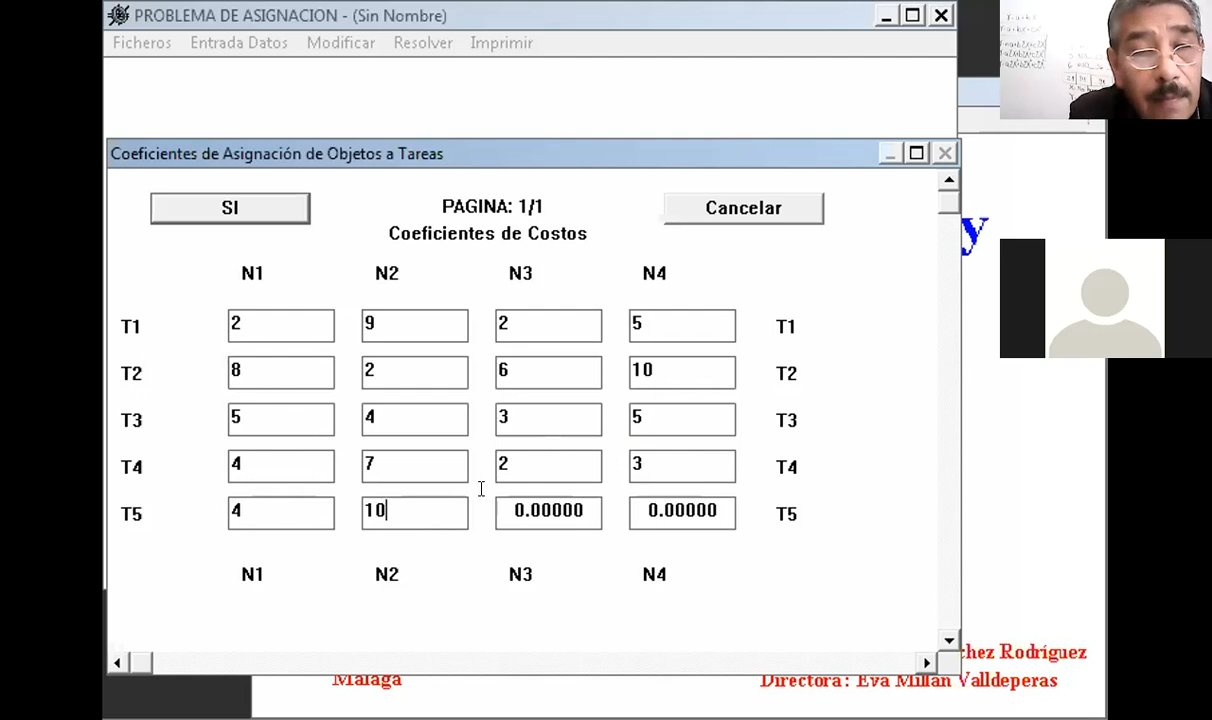 PROBLEMA DE ASIGNACION - (Sin Nombre)
Ficheros Entrada Datos Modificar Resolver Imprimir
Coeficientes de Asignación de Objetos a Tareas
SI PAGINA: 1/1 Cancelar
Coeficientes de Costos
N1 N2 N3 N4
T1 2 9 2 5 T1
T2 8 2 6 10 T2
T3 5 4 3 5 T3
T4 4 7 2 3 T4
T5 4 10 0.00000 0.00000 T5
N1 N2 N3 N4
y
chez Rodríguez
Málaga Directora: Eva Millán Valldeperas